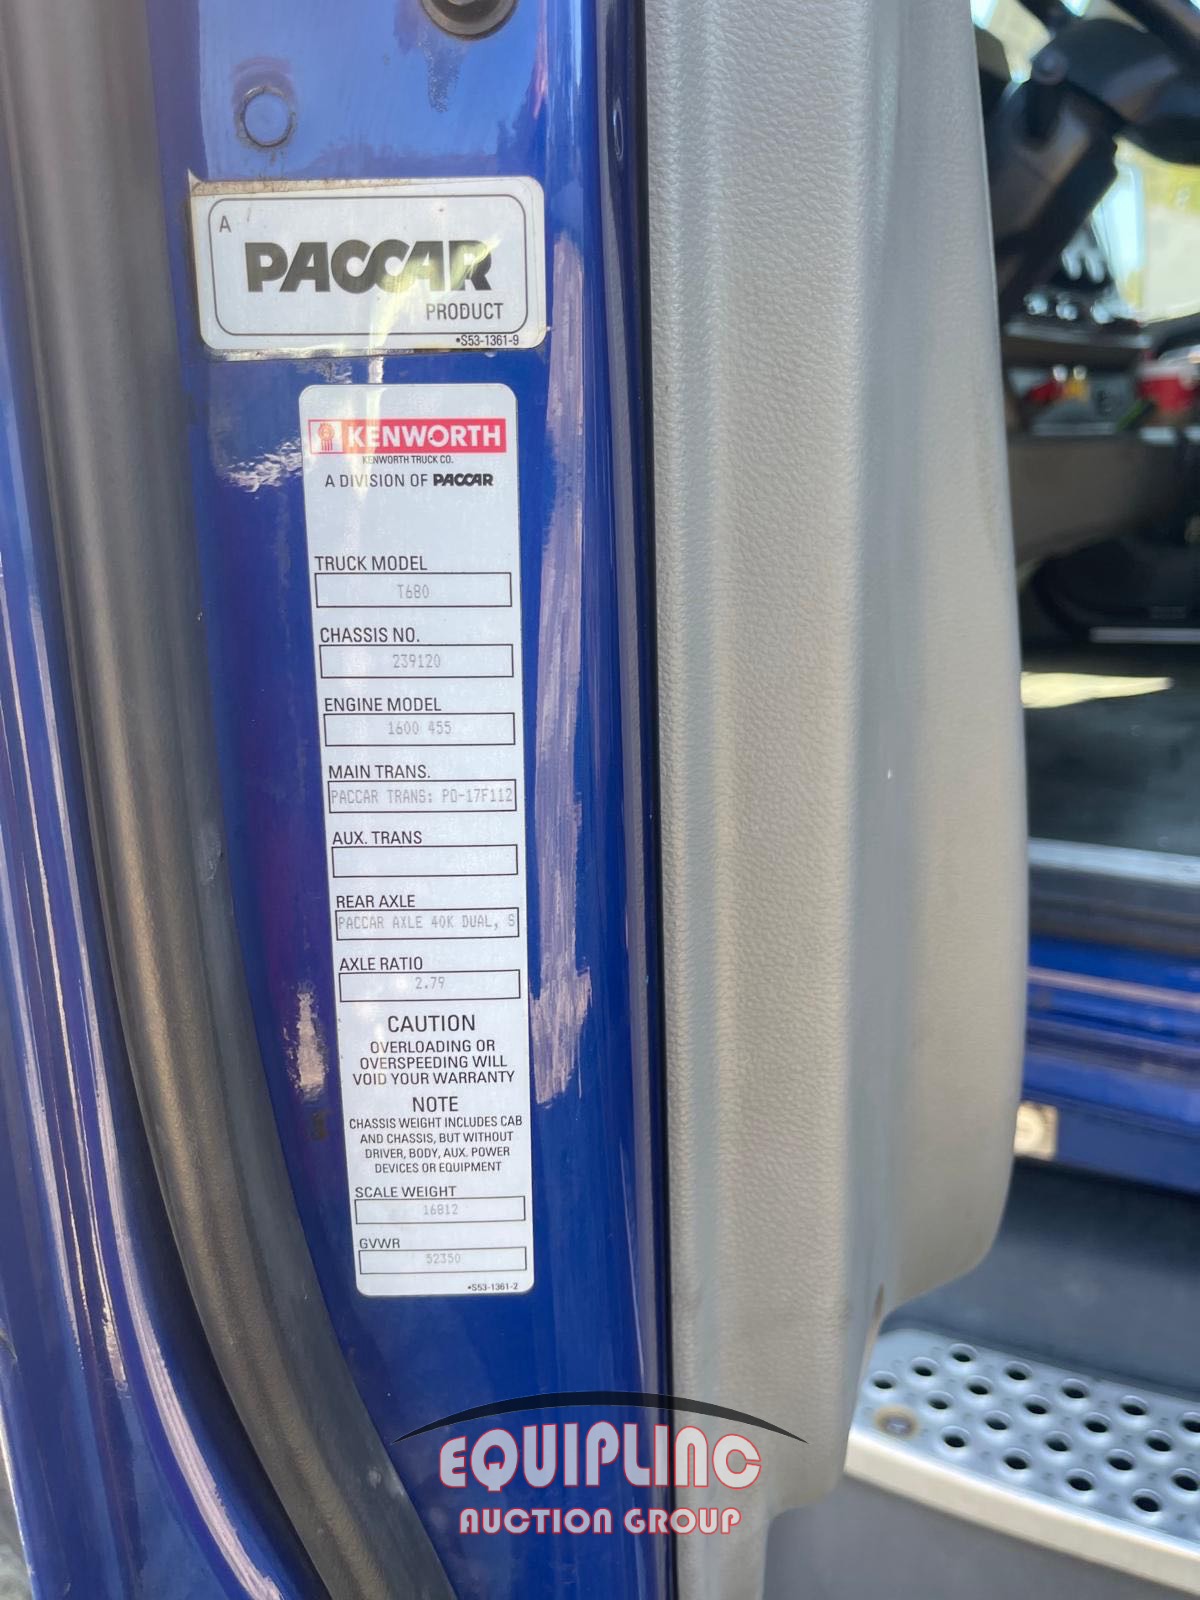 A
PACCAR
PRODUCT
•S53-1361-9
KENWORTH
KENWORTH TRUCK CO.
A DIVISION OF PACCAR
TRUCK MODEL
T680
CHASSIS NO.
239120
ENGINE MODEL
1600 455
MAIN TRANS.
PACCAR TRANS: PO-17F112
AUX. TRANS
REAR AXLE
PACCAR AXLE 40K DUAL, S
AXLE RATIO
2.79
CAUTION
OVERLOADING OR
OVERSPEEDING WILL
VOID YOUR WARRANTY
NOTE
CHASSIS WEIGHT INCLUDES CAB
AND CHASSIS, BUT WITHOUT
DRIVER, BODY, AUX. POWER
DEVICES OR EQUIPMENT
SCALE WEIGHT
16812
GVWR
52350
•S53-1361-2
EQUIPLINC
AUCTION GROUP